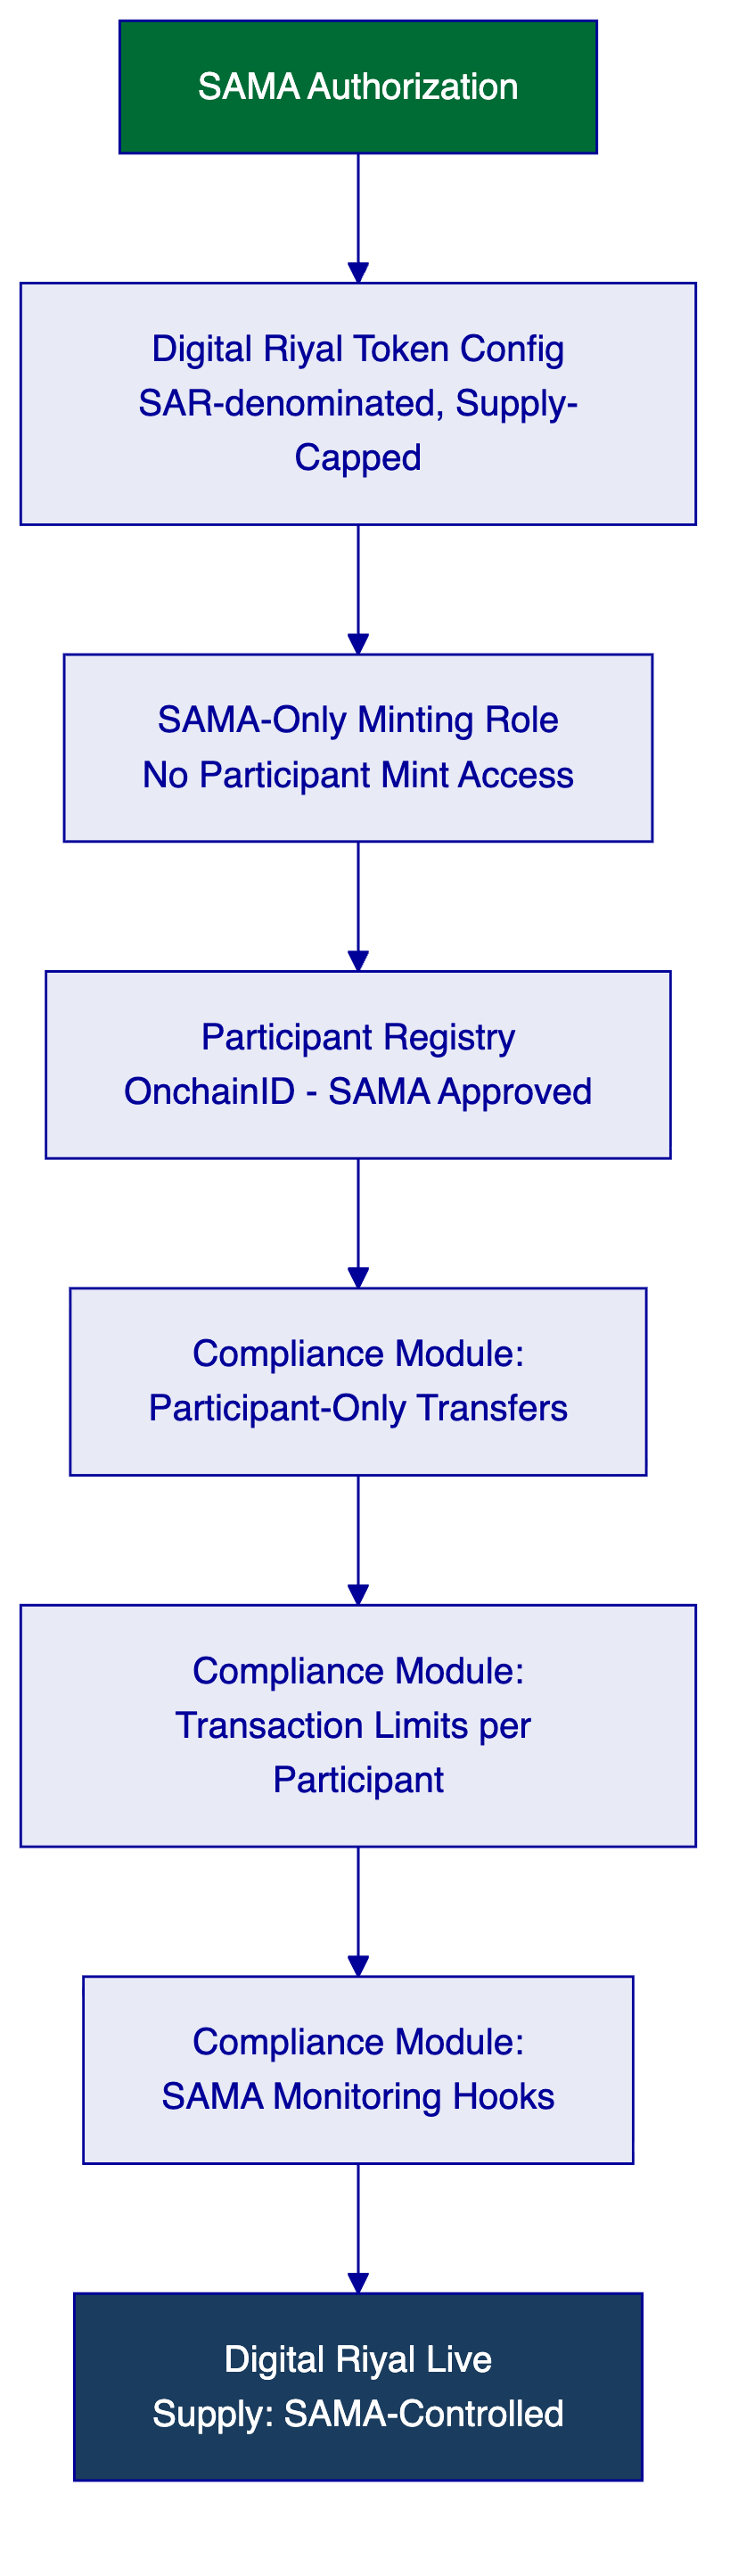 SAMA Authorization
Digital Riyal Token Config
SAR-denominated, Supply-
Capped
SAMA-Only Minting Role
No Participant Mint Access
Participant Registry
OnchainID - SAMA Approved
Compliance Module:
Participant-Only Transfers
Compliance Module:
Transaction Limits per
Participant
Compliance Module:
SAMA Monitoring Hooks
Digital Riyal Live
Supply: SAMA-Controlled